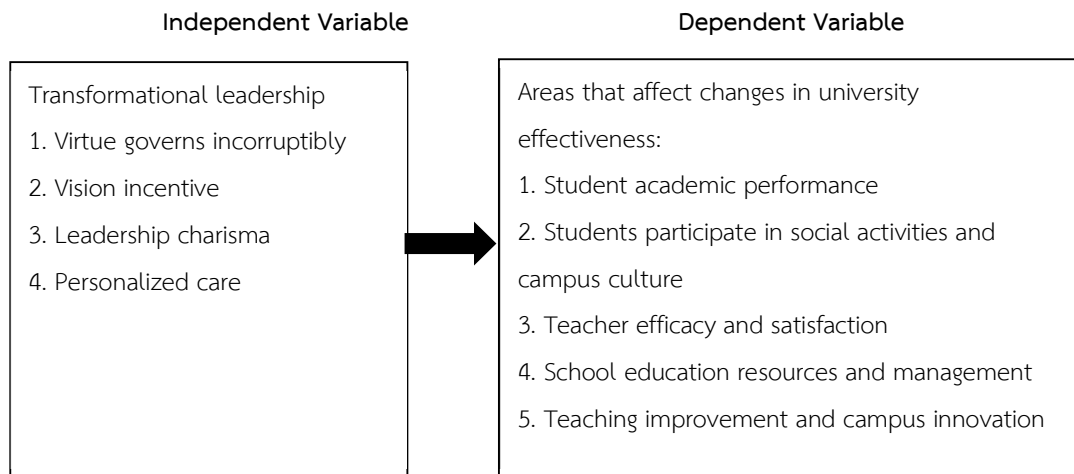 Independent Variable
Dependent Variable
Transformational leadership
1. Virtue governs incorruptibly
2. Vision incentive
3. Leadership charisma
4. Personalized care
Areas that affect changes in university
effectiveness:
1. Student academic performance
2. Students participate in social activities and
campus culture
3. Teacher efficacy and satisfaction
4. School education resources and management
5. Teaching improvement and campus innovation